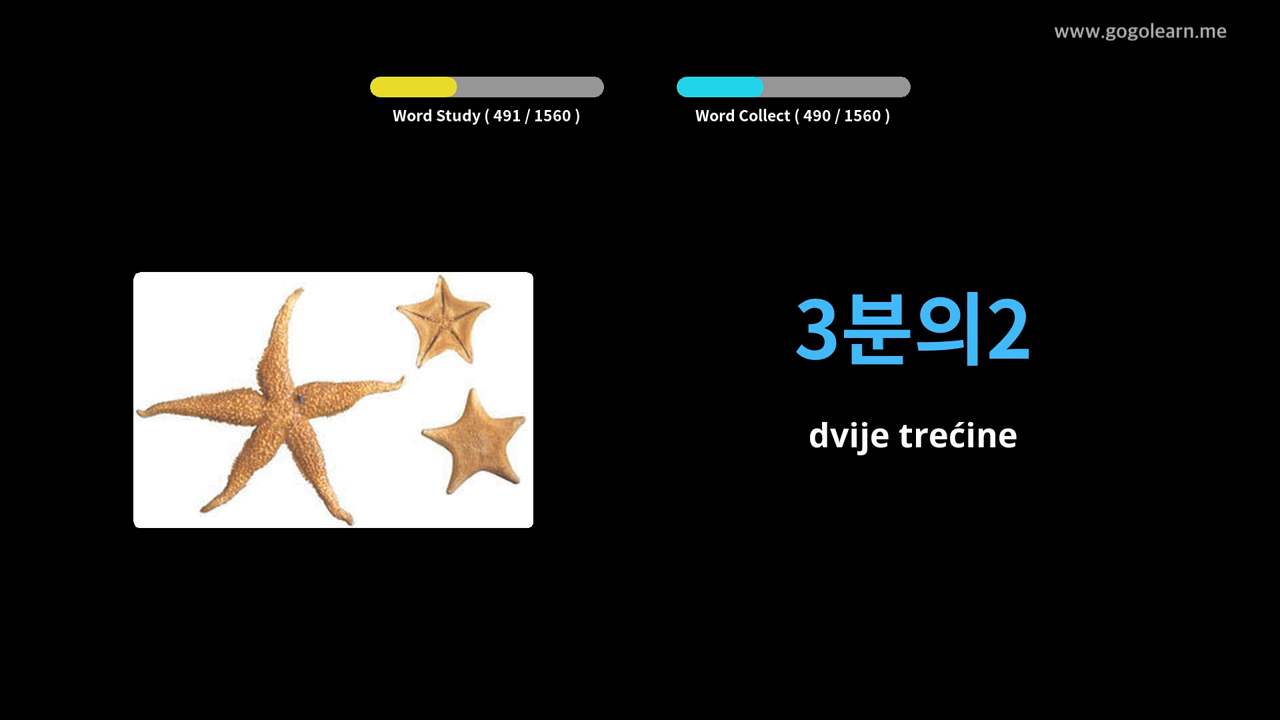 www.gogolearn.me
Word Study ( 491 / 1560 )
Word Collect ( 490 / 1560 )
3분의2
dvije trećine